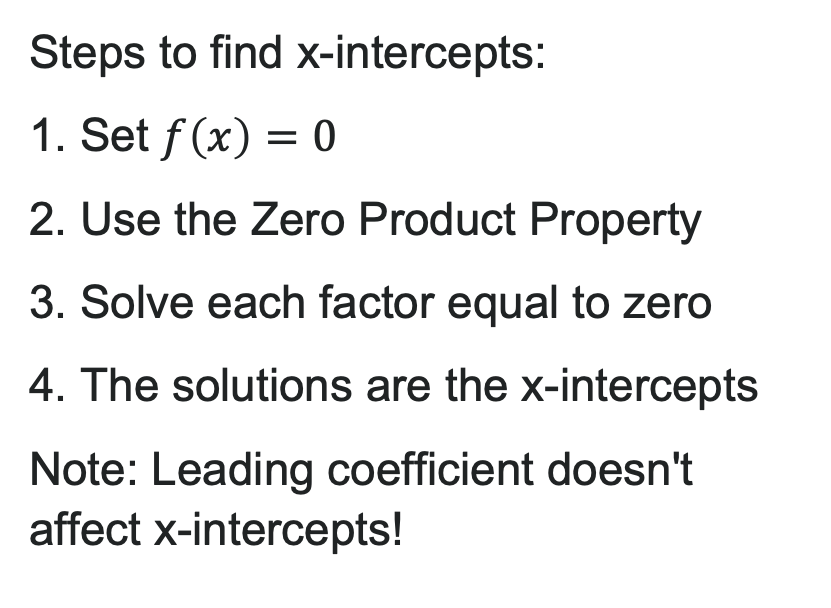 Steps to find x-intercepts:
1. Set f(x) = 0
2. Use the Zero Product Property
3. Solve each factor equal to zero
4. The solutions are the x-intercepts
Note: Leading coefficient doesn't
affect x-intercepts!